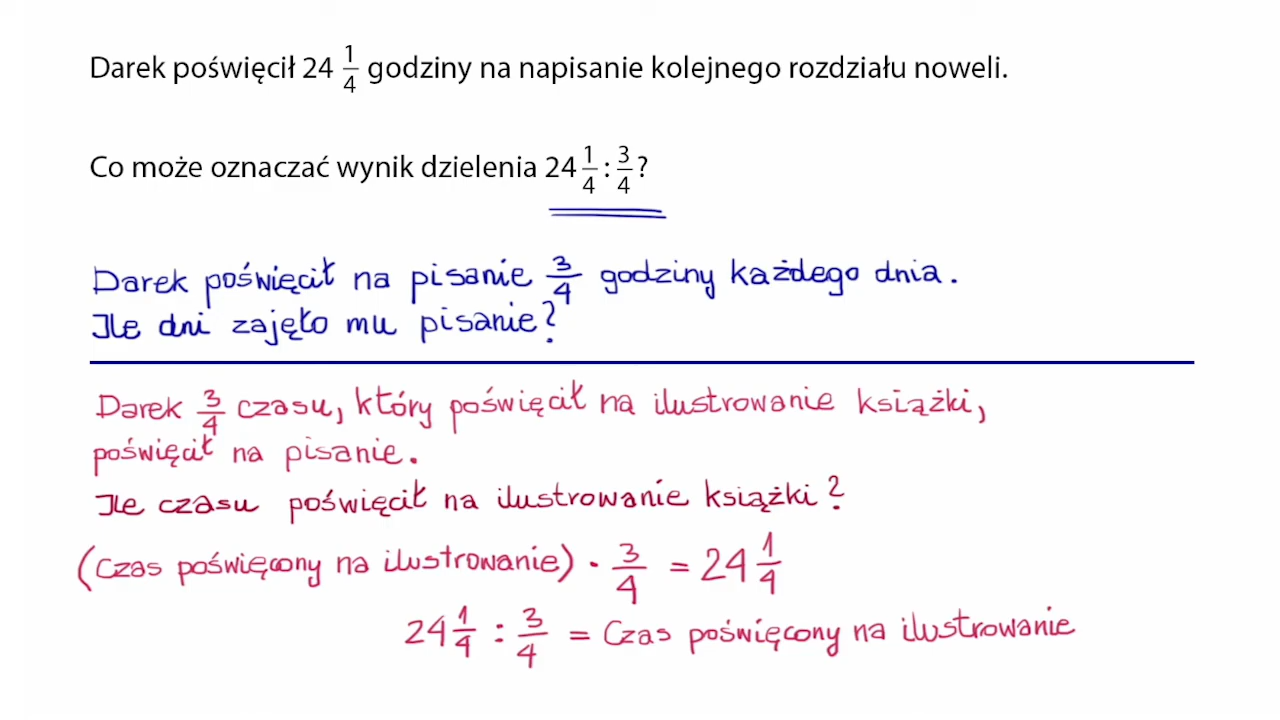 Darek poświęcił 24 1/4 godziny na napisanie kolejnego rozdziału noweli.
Co może oznaczać wynik dzielenia 24 1/4 : 3/4 ?
Darek poświęcił na pisanie 3/4 godziny każdego dnia.
Ile dni zajęło mu pisanie?
Darek 3/4 czasu, który poświęcił na ilustrowanie książki,
poświęcił na pisanie.
Ile czasu poświęcił na ilustrowanie książki?
(Czas poświęcony na ilustrowanie) · 3/4 = 24 1/4
24 1/4 : 3/4 = Czas poświęcony na ilustrowanie